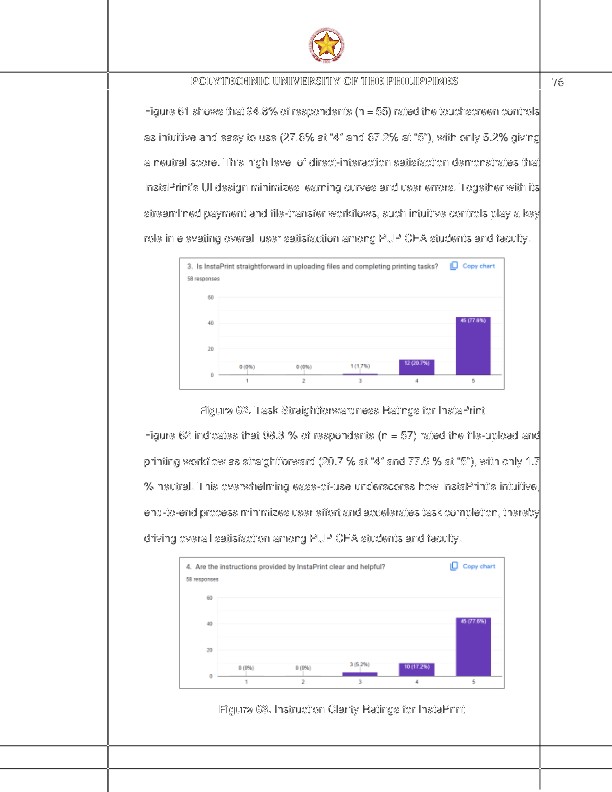 POLYTECHNIC UNIVERSITY OF THE PHILIPPINES
76
Figure 61 shows that 94.8% of respondents (n = 55) rated the touchscreen controls
as intuitive and easy to use (27.6% at “4” and 67.2% at “5”), with only 5.2% giving
a neutral score. This high level of direct-interaction satisfaction demonstrates that
InstaPrint's UI design minimizes learning curves and user errors. Together with its
streamlined payment and file-transfer workflows, such intuitive controls play a key
role in elevating overall user satisfaction among PUP CEA students and faculty.
3. Is InstaPrint straightforward in uploading files and completing printing tasks?
Copy chart
58 responses
60
40
20
0
0 (0%)
0 (0%)
1 (1.7%)
12 (20.7%)
45 (77.6%)
1 2 3 4 5
Figure 62. Task Straightforwardness Ratings for InstaPrint
Figure 62 indicates that 98.3 % of respondents (n = 57) rated the file-upload and
printing workflow as straightforward (20.7 % at “4” and 77.6 % at “5”), with only 1.7
% neutral. This overwhelming ease-of-use underscores how InstaPrint's intuitive,
end-to-end process minimizes user effort and accelerates task completion, thereby
driving overall satisfaction among PUP CEA students and faculty.
4. Are the instructions provided by InstaPrint clear and helpful?
Copy chart
58 responses
60
40
20
0
0 (0%)
0 (0%)
3 (5.2%)
10 (17.2%)
45 (77.6%)
1 2 3 4 5
Figure 63. Instruction Clarity Ratings for InstaPrint